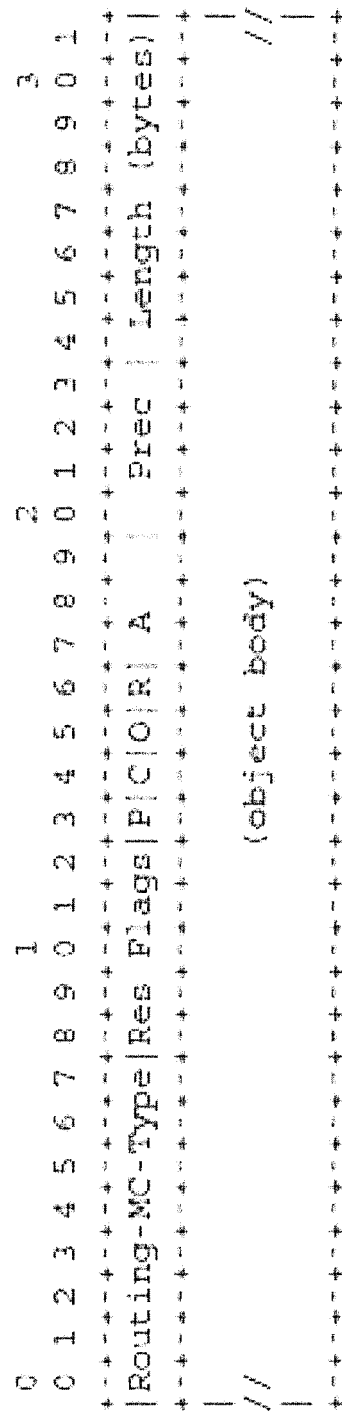 0                   1                   2                   3
0 1 2 3 4 5 6 7 8 9 0 1 2 3 4 5 6 7 8 9 0 1 2 3 4 5 6 7 8 9 0 1
+-+-+-+-+-+-+-+-+-+-+-+-+-+-+-+-+-+-+-+-+-+-+-+-+-+-+-+-+-+-+-+-+
|Routing-MC-Type|Res Flags|P|C|O|R| A   |  Prec | Length (bytes)|
+-+-+-+-+-+-+-+-+-+-+-+-+-+-+-+-+-+-+-+-+-+-+-+-+-+-+-+-+-+-+-+-+
|                                                               |
//                        (object body)                        //
|                                                               |
+-+-+-+-+-+-+-+-+-+-+-+-+-+-+-+-+-+-+-+-+-+-+-+-+-+-+-+-+-+-+-+-+